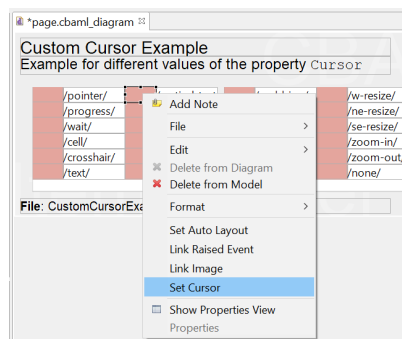 *page.cbaml_diagram
Custom Cursor Example
Example for different values of the property Cursor
/pointer/
/progress/
/wait/
/cell/
/crosshair/
/text/
/w-resize/
/ne-resize/
/se-resize/
/zoom-in/
/zoom-out/
/none/
File: CustomCursorExa
Add Note
File
Edit
Delete from Diagram
Delete from Model
Format
Set Auto Layout
Link Raised Event
Link Image
Set Cursor
Show Properties View
Properties